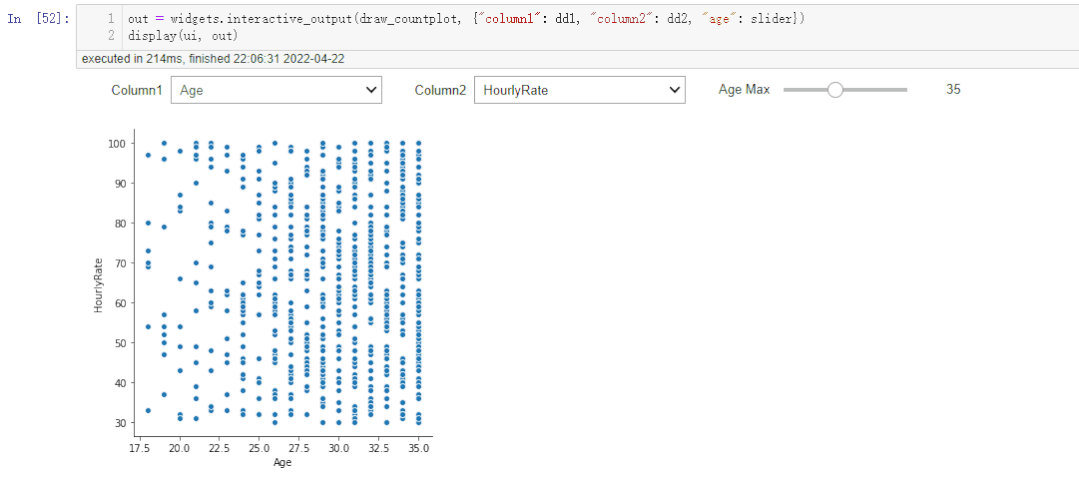 In [52]:
1 out = widgets.interactive_output(draw_countplot, {"column1": dd1, "column2": dd2, "age": slider})
2 display(ui, out)
executed in 214ms, finished 22:06:31 2022-04-22
Column1 Age Column2 HourlyRate Age Max 35
100
90
80
70
60
50
40
30
HourlyRate
17.5 20.0 22.5 25.0 27.5 30.0 32.5 35.0
Age